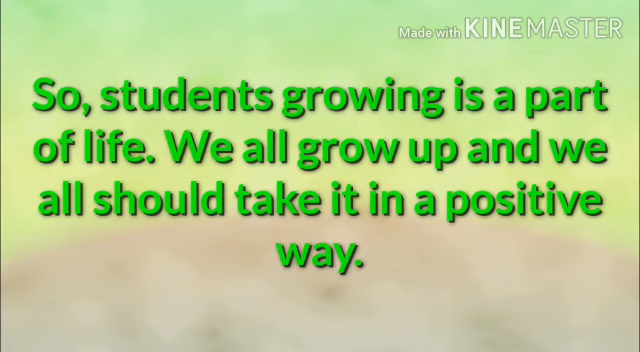 Made with KINEMASTER
So, students growing is a part
of life. We all grow up and we
all should take it in a positive
way.